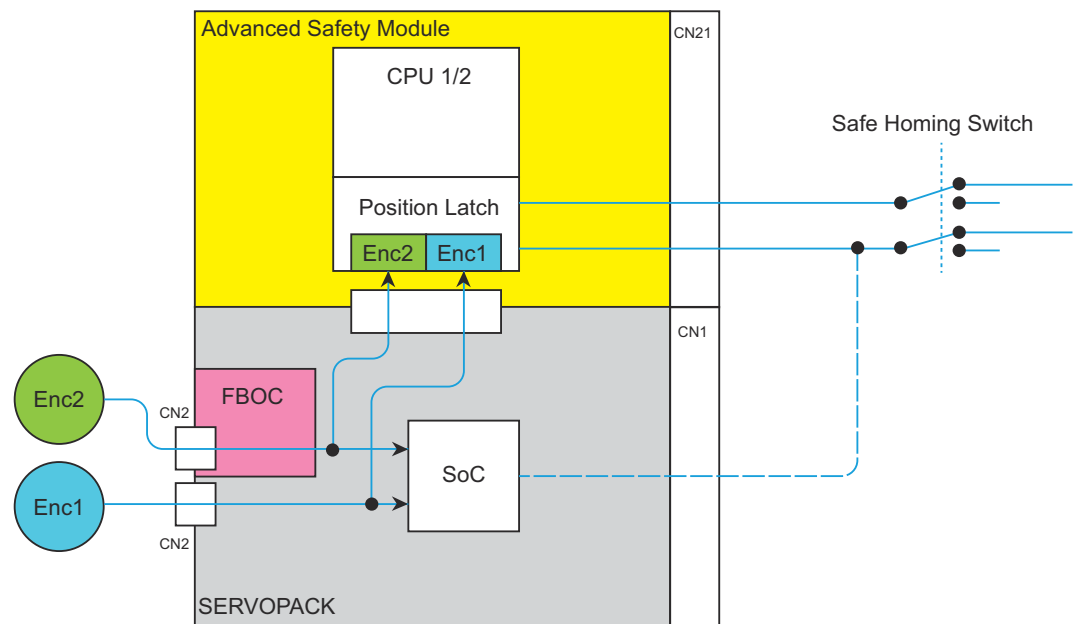 Advanced Safety Module
CN21
CPU 1/2
Safe Homing Switch
Position Latch
Enc2
Enc1
CN1
Enc2
CN2
FBOC
SoC
Enc1
CN2
SERVOPACK